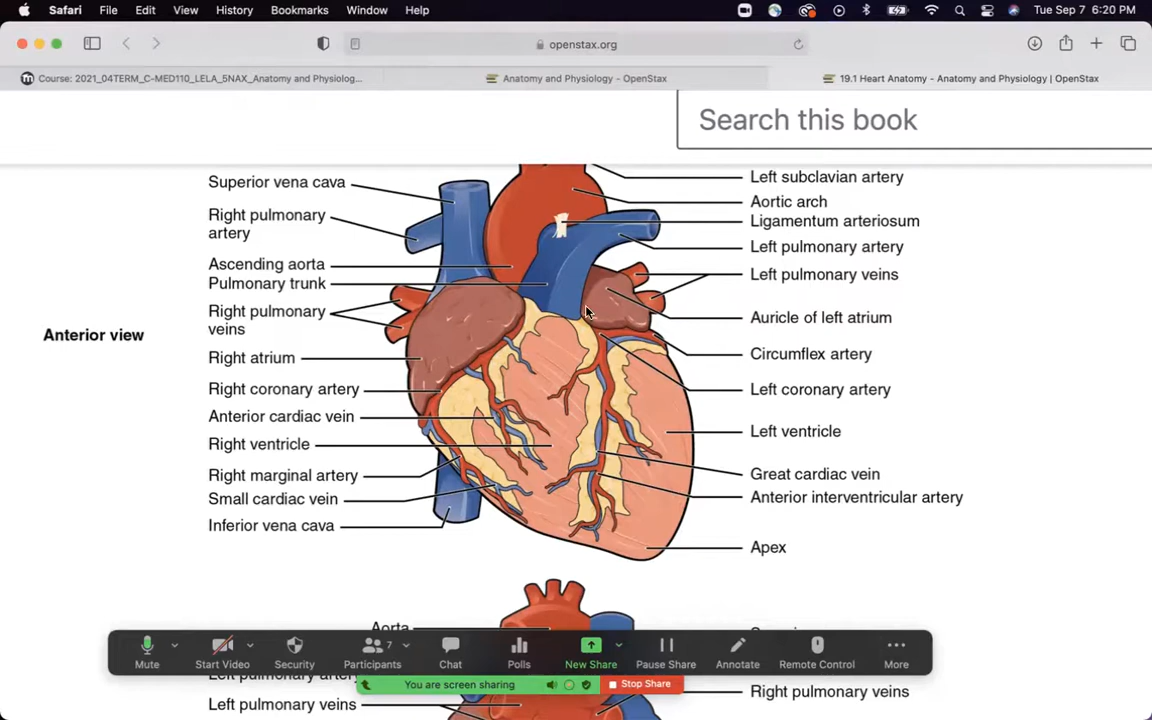 Safari File Edit View History Bookmarks Window Help Tue Sep 7 6:20 PM
openstax.org
Course: 2021_04TERM_C-MED110_LELA_5NAX_Anatomy and Physiolog... Anatomy and Physiology - OpenStax 19.1 Heart Anatomy - Anatomy and Physiology | OpenStax
Search this book
Superior vena cava
Right pulmonary
artery
Ascending aorta
Pulmonary trunk
Right pulmonary
veins
Anterior view
Right atrium
Right coronary artery
Anterior cardiac vein
Right ventricle
Right marginal artery
Small cardiac vein
Inferior vena cava
Left subclavian artery
Aortic arch
Ligamentum arteriosum
Left pulmonary artery
Left pulmonary veins
Auricle of left atrium
Circumflex artery
Left coronary artery
Left ventricle
Great cardiac vein
Anterior interventricular artery
Apex
Aorta
7
Mute Start Video Security Participants Chat Polls New Share Pause Share Annotate Remote Control More
You are screen sharing Stop Share
Left pulmonary veins
Right pulmonary veins